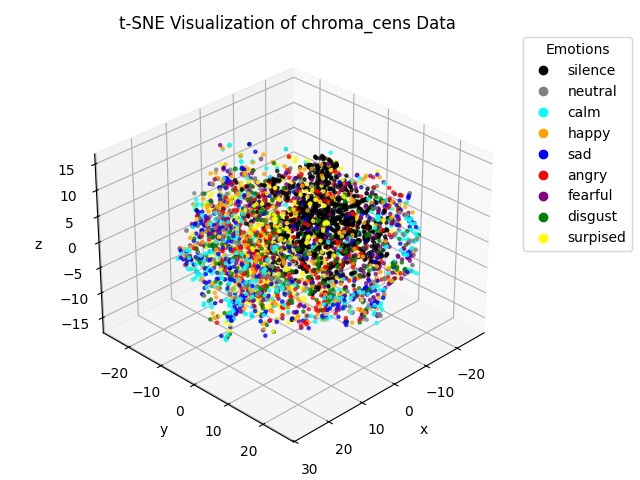 t-SNE Visualization of chroma_cens Data
Emotions
silence
neutral
calm
happy
sad
angry
fearful
disgust
surpised
15
10
5
0
−5
−10
−15
z
−20
−10
0
10
20
y
−20
−10
0
10
20
30
x